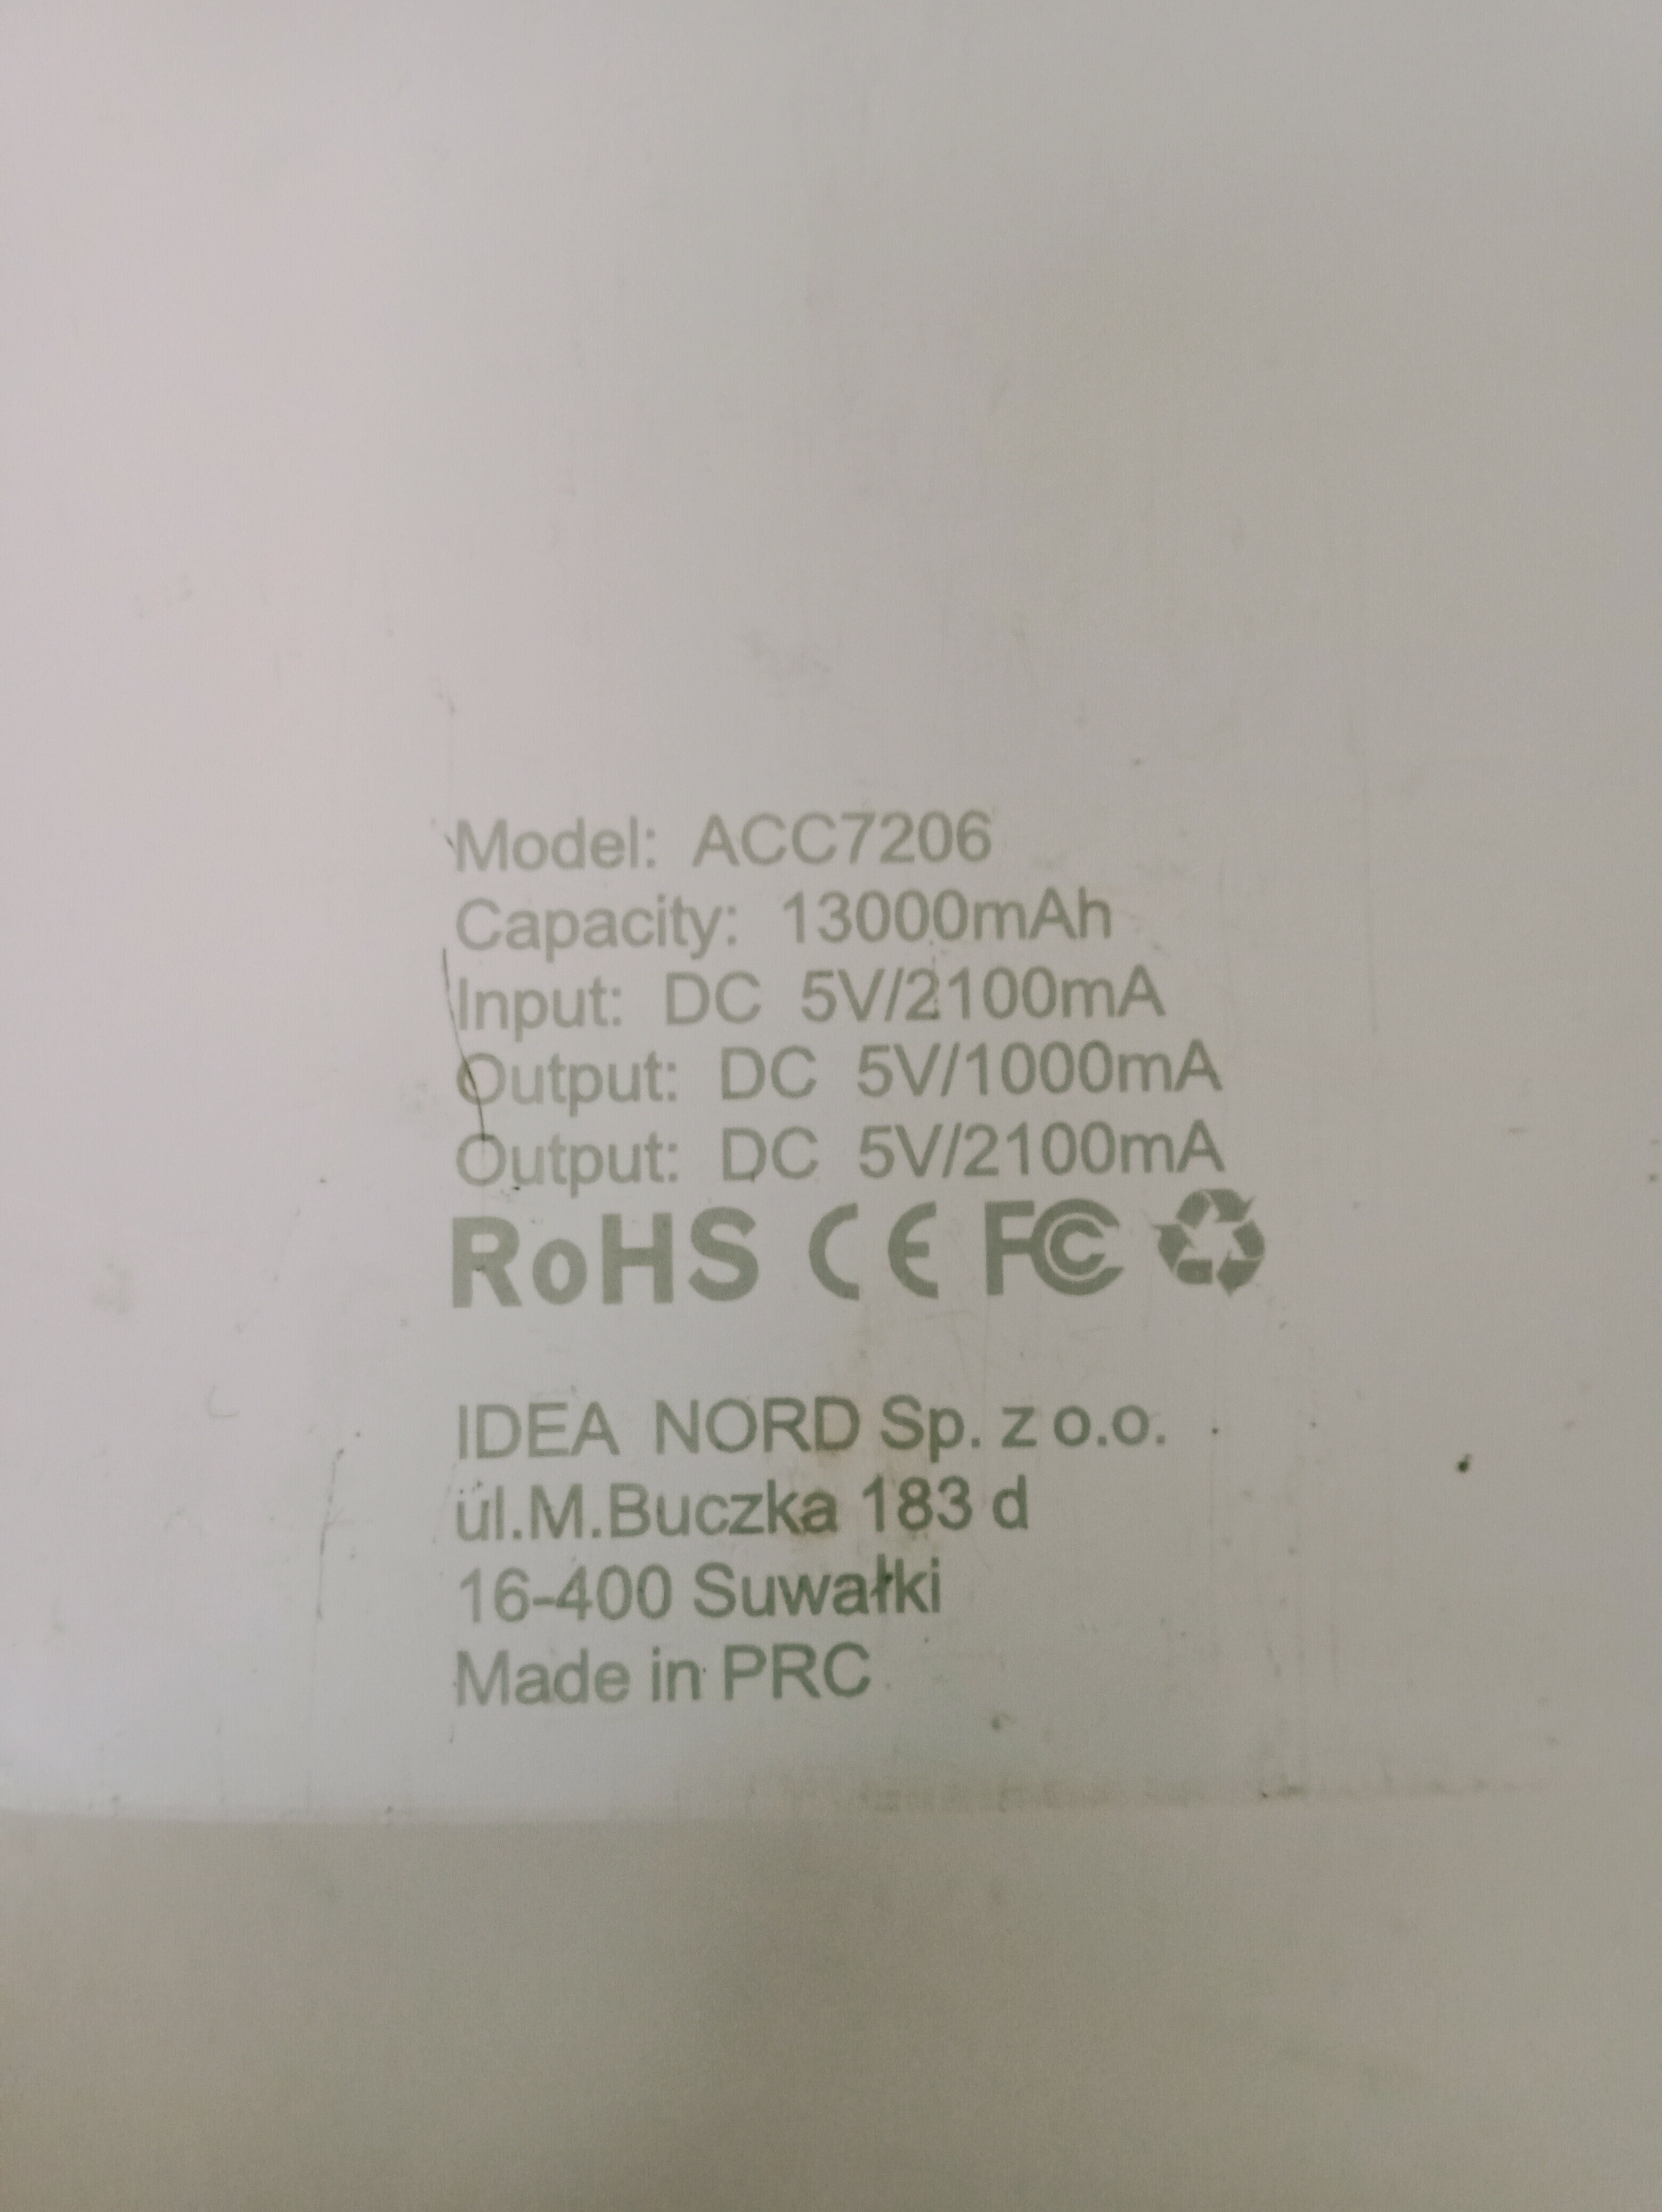 Model: ACC7206
Capacity: 13000mAh
Input: DC 5V/2100mA
Output: DC 5V/1000mA
Output: DC 5V/2100mA
RoHS CE FC
IDEA NORD Sp. z o.o.
ul.M.Buczka 183 d
16-400 Suwałki
Made in PRC